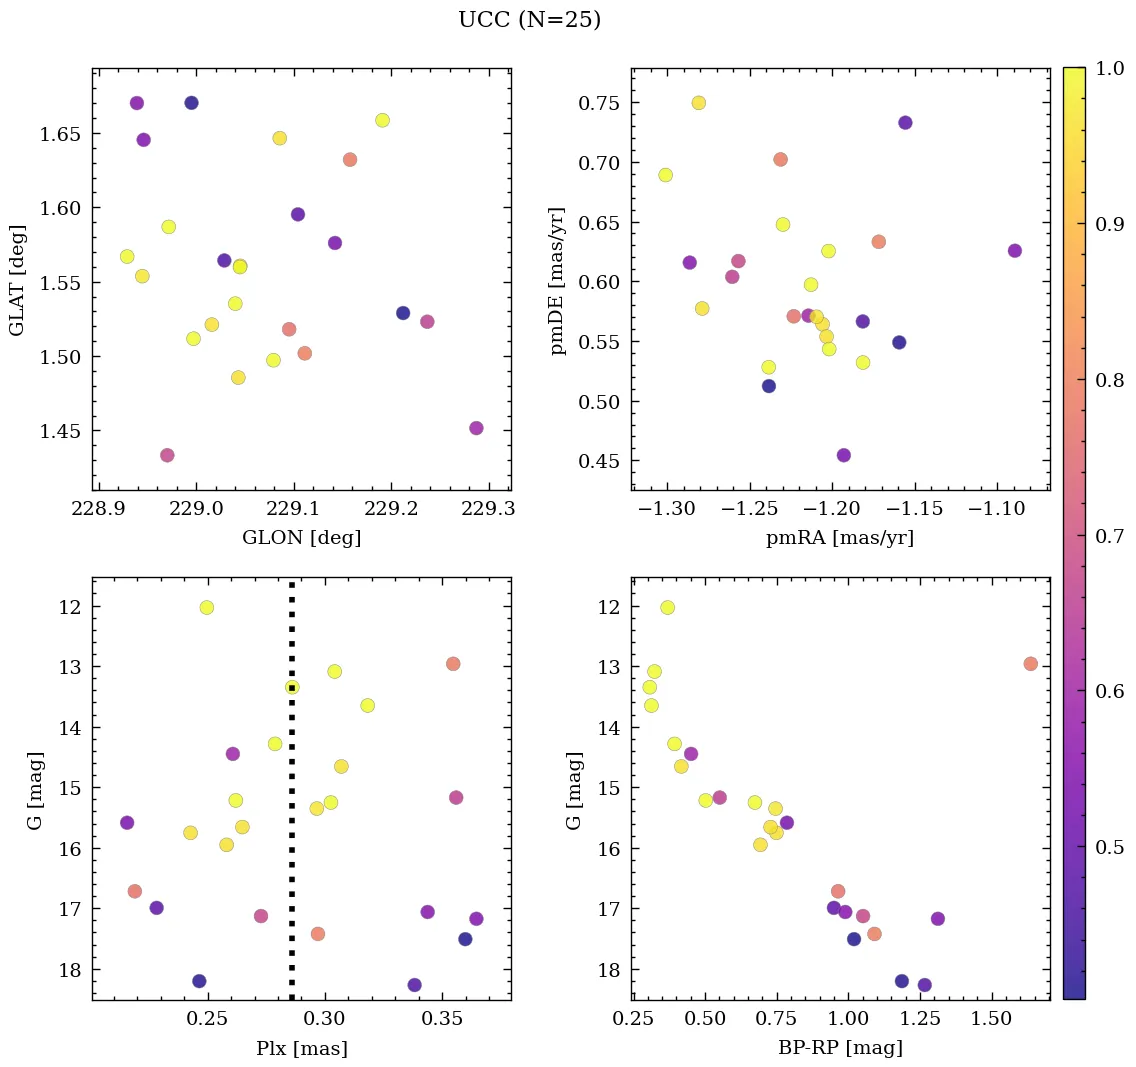 UCC (N=25)
GLAT [deg]
1.65
1.60
1.55
1.50
1.45
228.9 229.0 229.1 229.2 229.3
GLON [deg]
pmDE [mas/yr]
0.75
0.70
0.65
0.60
0.55
0.50
0.45
−1.30 −1.25 −1.20 −1.15 −1.10
pmRA [mas/yr]
G [mag]
12
13
14
15
16
17
18
0.25 0.30 0.35
Plx [mas]
G [mag]
12
13
14
15
16
17
18
0.25 0.50 0.75 1.00 1.25 1.50
BP-RP [mag]
1.0
0.9
0.8
0.7
0.6
0.5